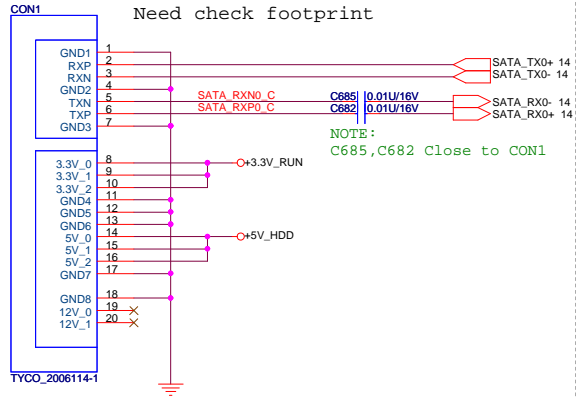 CON1
Need check footprint
GND1 1
RXP 2 SATA_TX0+ 14
RXN 3 SATA_TX0- 14
GND2 4
TXN 5 SATA_RXN0_C C685 0.01U/16V SATA_RX0- 14
TXP 6 SATA_RXP0_C C682 0.01U/16V SATA_RX0+ 14
GND3 7
NOTE:
C685,C682 Close to CON1
3.3V_0 8 +3.3V_RUN
3.3V_1 9
3.3V_2 10
GND4 11
GND5 12
GND6 13
5V_0 14 +5V_HDD
5V_1 15
5V_2 16
GND7 17
GND8 18
12V_0 19
12V_1 20
TYCO_2006114-1